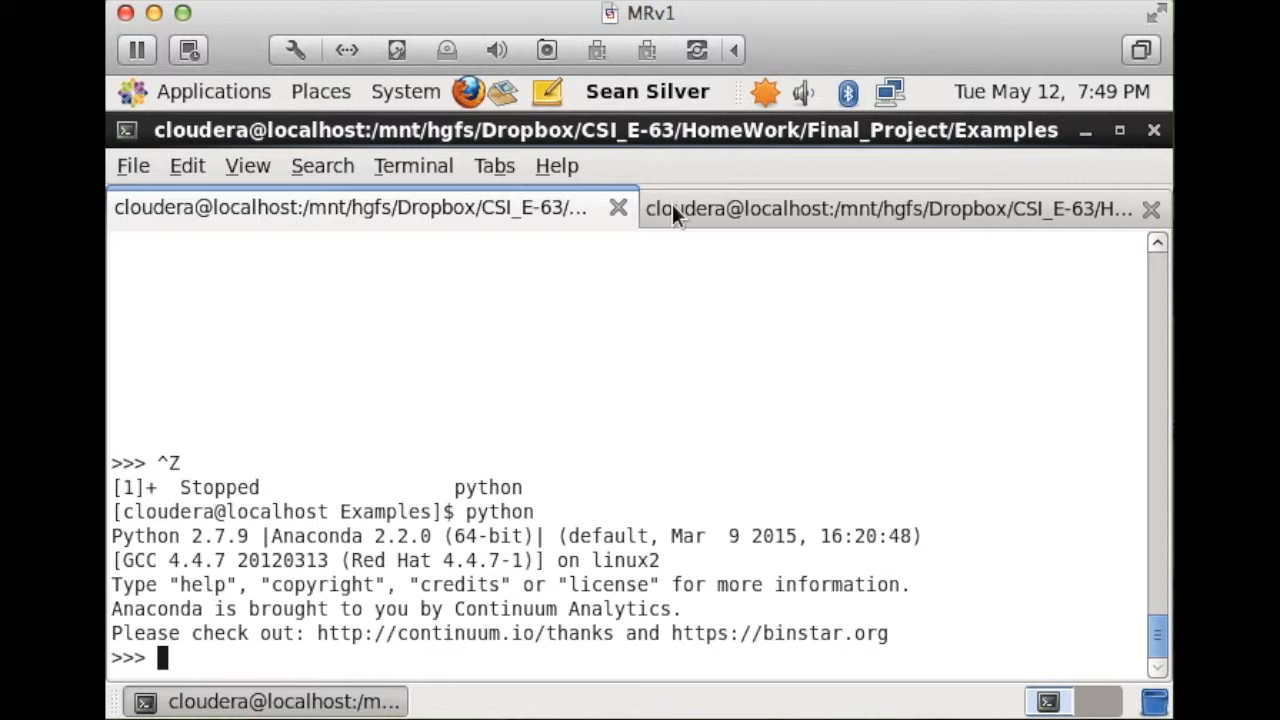 MRv1
Applications Places System Sean Silver Tue May 12, 7:49 PM
cloudera@localhost:/mnt/hgfs/Dropbox/CSI_E-63/HomeWork/Final_Project/Examples
File Edit View Search Terminal Tabs Help
cloudera@localhost:/mnt/hgfs/Dropbox/CSI_E-63/... cloudera@localhost:/mnt/hgfs/Dropbox/CSI_E-63/H...
>>> ^Z
[1]+  Stopped                 python
[cloudera@localhost Examples]$ python
Python 2.7.9 |Anaconda 2.2.0 (64-bit)| (default, Mar  9 2015, 16:20:48)
[GCC 4.4.7 20120313 (Red Hat 4.4.7-1)] on linux2
Type "help", "copyright", "credits" or "license" for more information.
Anaconda is brought to you by Continuum Analytics.
Please check out: http://continuum.io/thanks and https://binstar.org
>>>
cloudera@localhost:/m...